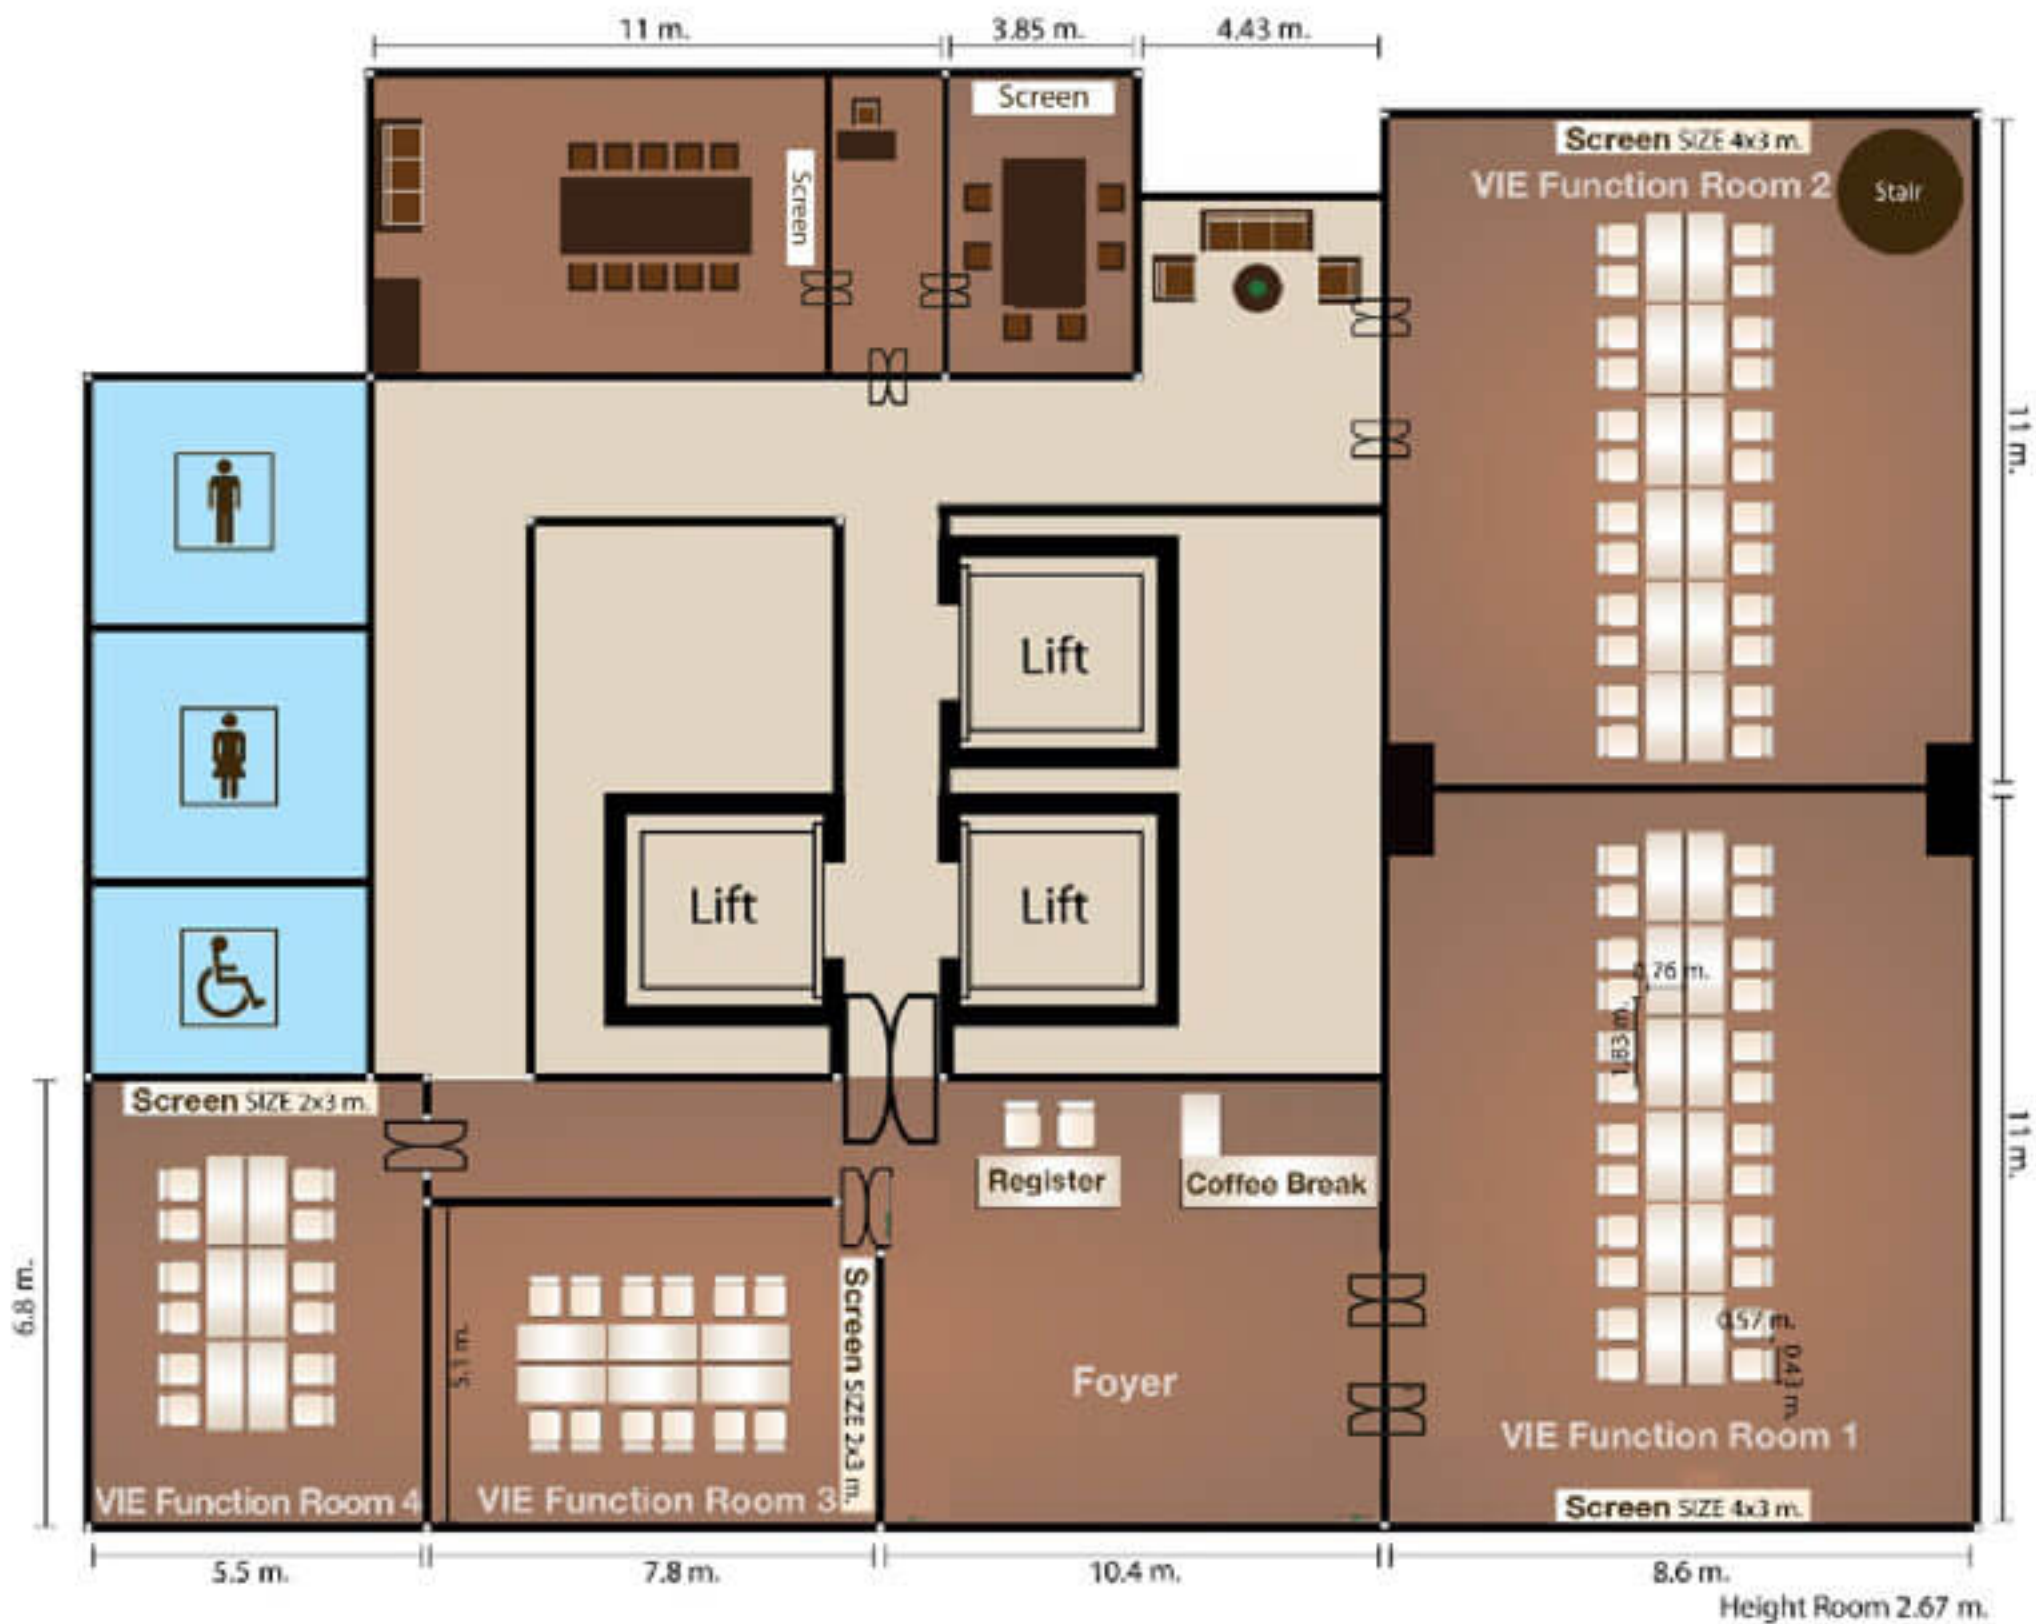 11 m.
3.85 m.
4.43 m.
Screen
Screen
Screen SIZE 4x3 m.
VIE Function Room 2
Stair
11 m.
Lift
Lift
Lift
0.76 m.
1.83 m.
11 m.
Screen SIZE 2x3 m.
Register
Coffee Break
6.8 m.
5.1 m.
Screen SIZE 2x3 m.
Foyer
0.57 m.
0.43 m.
VIE Function Room 1
VIE Function Room 4
VIE Function Room 3
Screen SIZE 4x3 m.
5.5 m.
7.8 m.
10.4 m.
8.6 m.
Height Room 2.67 m.